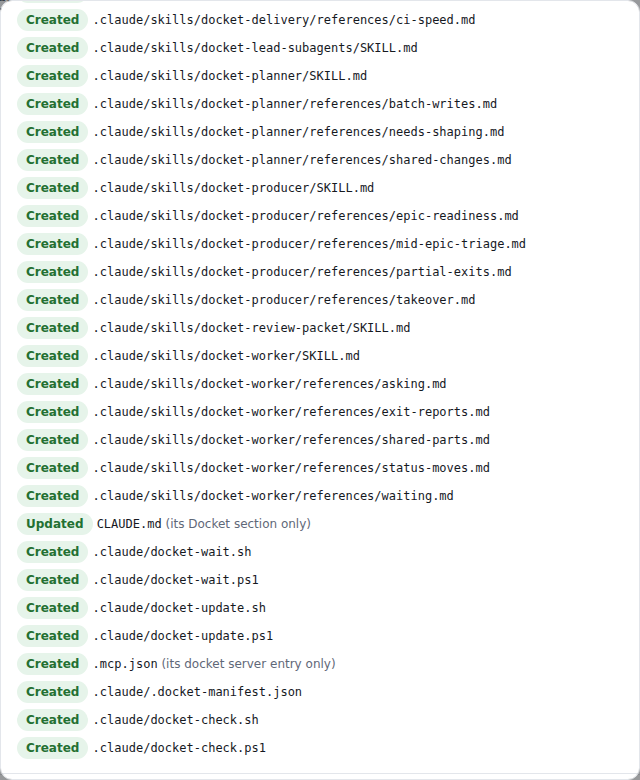 Created .claude/skills/docket-delivery/references/ci-speed.md
Created .claude/skills/docket-lead-subagents/SKILL.md
Created .claude/skills/docket-planner/SKILL.md
Created .claude/skills/docket-planner/references/batch-writes.md
Created .claude/skills/docket-planner/references/needs-shaping.md
Created .claude/skills/docket-planner/references/shared-changes.md
Created .claude/skills/docket-producer/SKILL.md
Created .claude/skills/docket-producer/references/epic-readiness.md
Created .claude/skills/docket-producer/references/mid-epic-triage.md
Created .claude/skills/docket-producer/references/partial-exits.md
Created .claude/skills/docket-producer/references/takeover.md
Created .claude/skills/docket-review-packet/SKILL.md
Created .claude/skills/docket-worker/SKILL.md
Created .claude/skills/docket-worker/references/asking.md
Created .claude/skills/docket-worker/references/exit-reports.md
Created .claude/skills/docket-worker/references/shared-parts.md
Created .claude/skills/docket-worker/references/status-moves.md
Created .claude/skills/docket-worker/references/waiting.md
Updated CLAUDE.md (its Docket section only)
Created .claude/docket-wait.sh
Created .claude/docket-wait.ps1
Created .claude/docket-update.sh
Created .claude/docket-update.ps1
Created .mcp.json (its docket server entry only)
Created .claude/.docket-manifest.json
Created .claude/docket-check.sh
Created .claude/docket-check.ps1